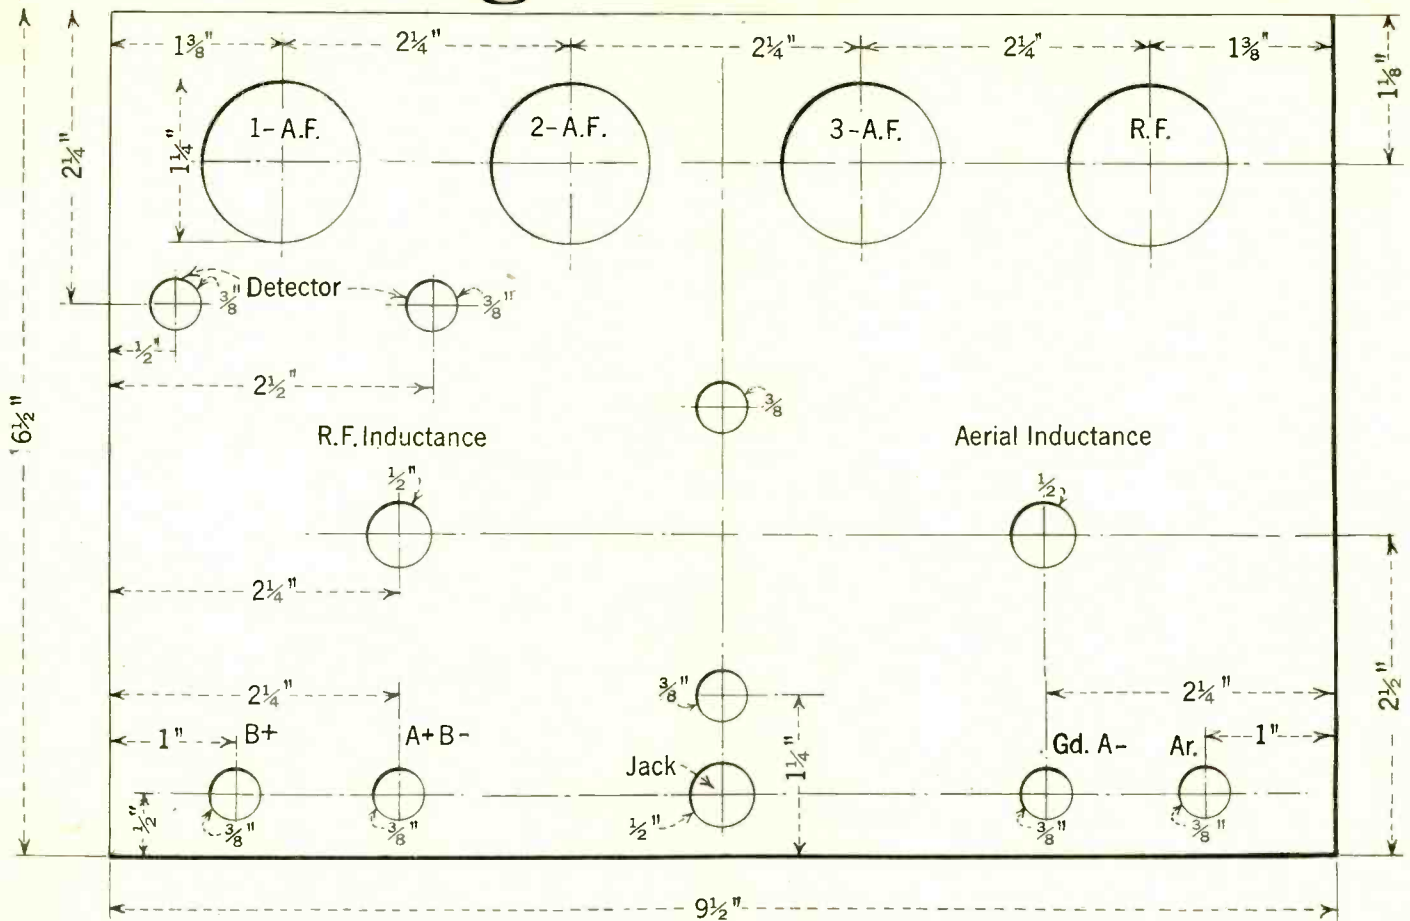 1⅜" 2¼" 2¼" 2¼" 1⅜"
1⅛"
2¼"
1¼"
1-A.F. 2-A.F. 3-A.F. R.F.
⅜" Detector ⅜"
½"
2½"
⅜
6½"
R.F. Inductance Aerial Inductance
½" ½
2¼"
2¼" ⅜" 2¼"
2½"
1" B+ A+B- Gd. A- Ar. 1"
1¼"
Jack
½" ⅜" ⅜" ½" ⅜" ⅜"
9½"